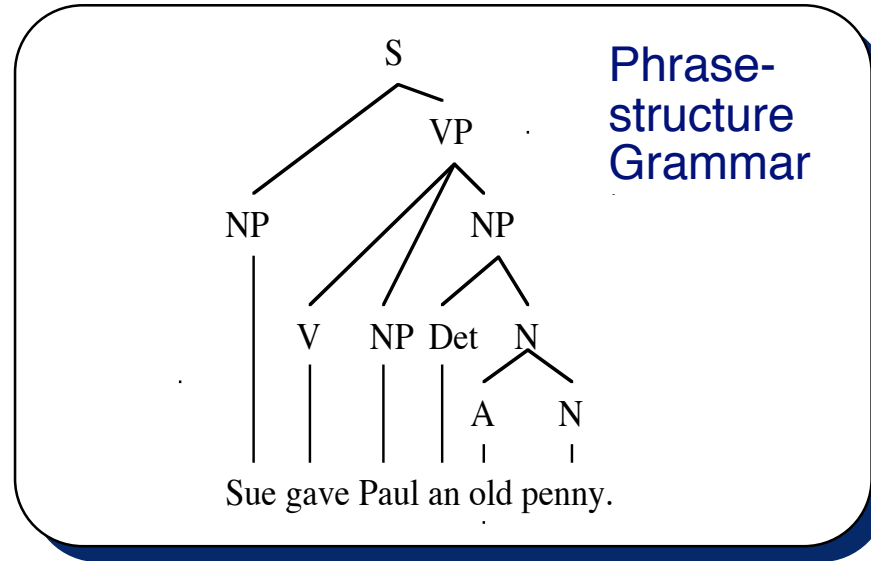 S
Phrase-
structure
Grammar
VP
NP NP
V NP Det N
A N
Sue gave Paul an old penny.